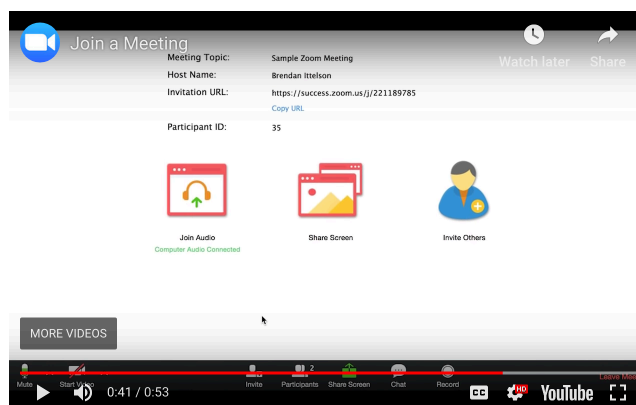 Join a Meeting
Watch later
Share
Meeting Topic: Sample Zoom Meeting
Host Name: Brendan Ittelson
Invitation URL: https://success.zoom.us/j/221189785
Copy URL
Participant ID: 35
Join Audio
Share Screen
Invite Others
Computer Audio Connected
MORE VIDEOS
2
Mute
Start Video
Invite
Participants
Share Screen
Chat
Record
Leave Mee
0:41 / 0:53
CC
HD
YouTube